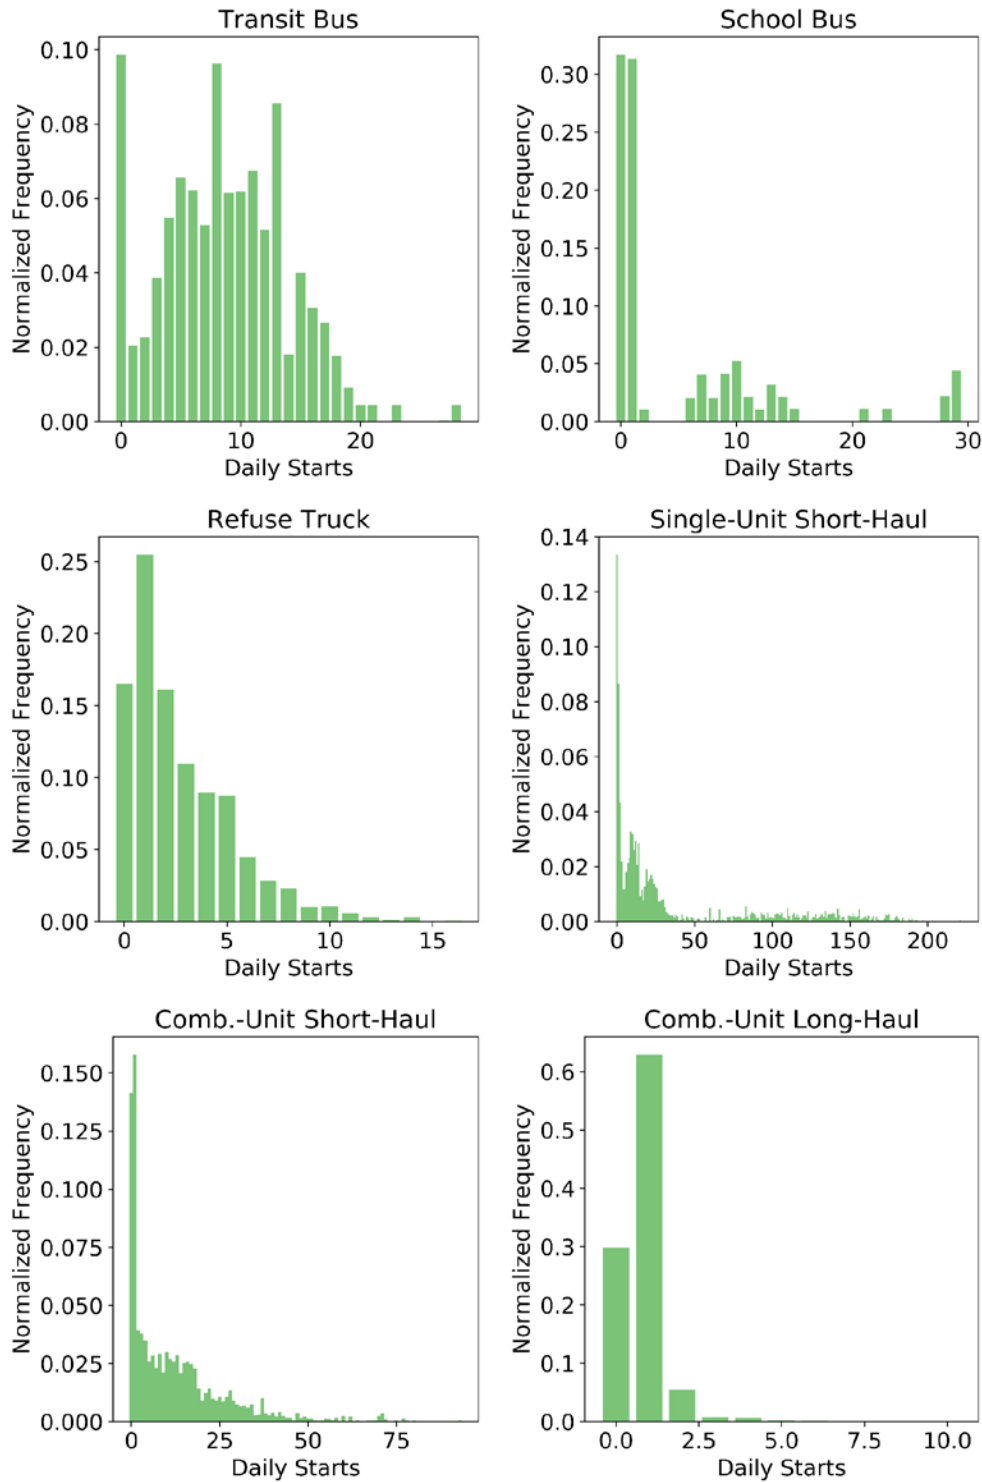 Transit Bus
Normalized Frequency
0.10
0.08
0.06
0.04
0.02
0.00
0 10 20
Daily Starts
School Bus
Normalized Frequency
0.30
0.25
0.20
0.15
0.10
0.05
0.00
0 10 20 30
Daily Starts
Refuse Truck
Normalized Frequency
0.25
0.20
0.15
0.10
0.05
0.00
0 5 10 15
Daily Starts
Single-Unit Short-Haul
Normalized Frequency
0.14
0.12
0.10
0.08
0.06
0.04
0.02
0.00
0 50 100 150 200
Daily Starts
Comb.-Unit Short-Haul
Normalized Frequency
0.150
0.125
0.100
0.075
0.050
0.025
0.000
0 25 50 75
Daily Starts
Comb.-Unit Long-Haul
Normalized Frequency
0.6
0.5
0.4
0.3
0.2
0.1
0.0
0.0 2.5 5.0 7.5 10.0
Daily Starts